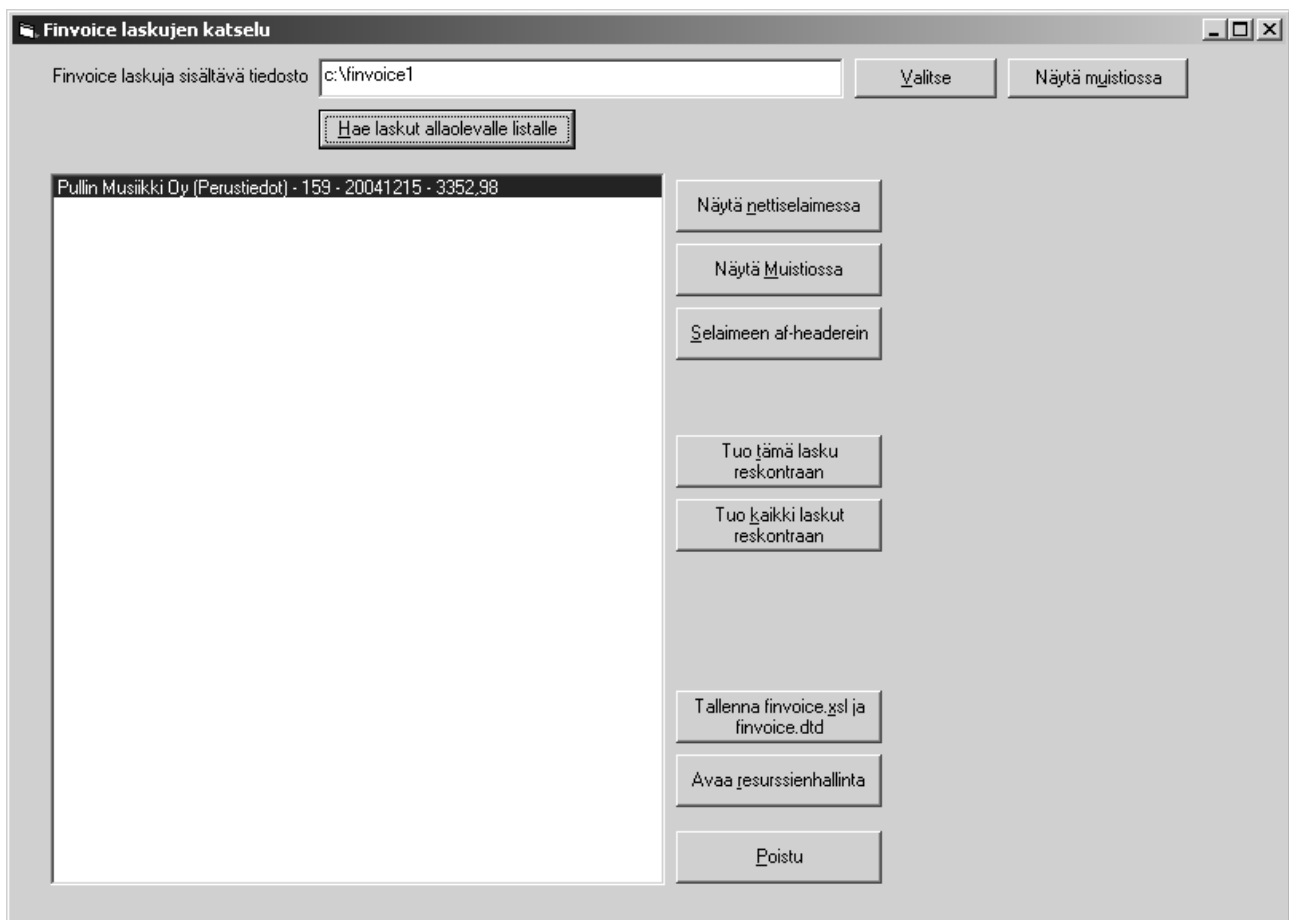 Finvoice laskujen katselu
Finvoice laskuja sisältävä tiedosto c:\finvoice1 Valitse Näytä muistiossa
Hae laskut allaolevalle listalle
Pullin Musiikki Oy (Perustiedot) - 159 - 20041215 - 3352,98
Näytä nettiselaimessa
Näytä Muistiossa
Selaimeen af-headerein
Tuo tämä lasku
reskontraan
Tuo kaikki laskut
reskontraan
Tallenna finvoice.xsl ja
finvoice.dtd
Avaa resurssienhallinta
Poistu